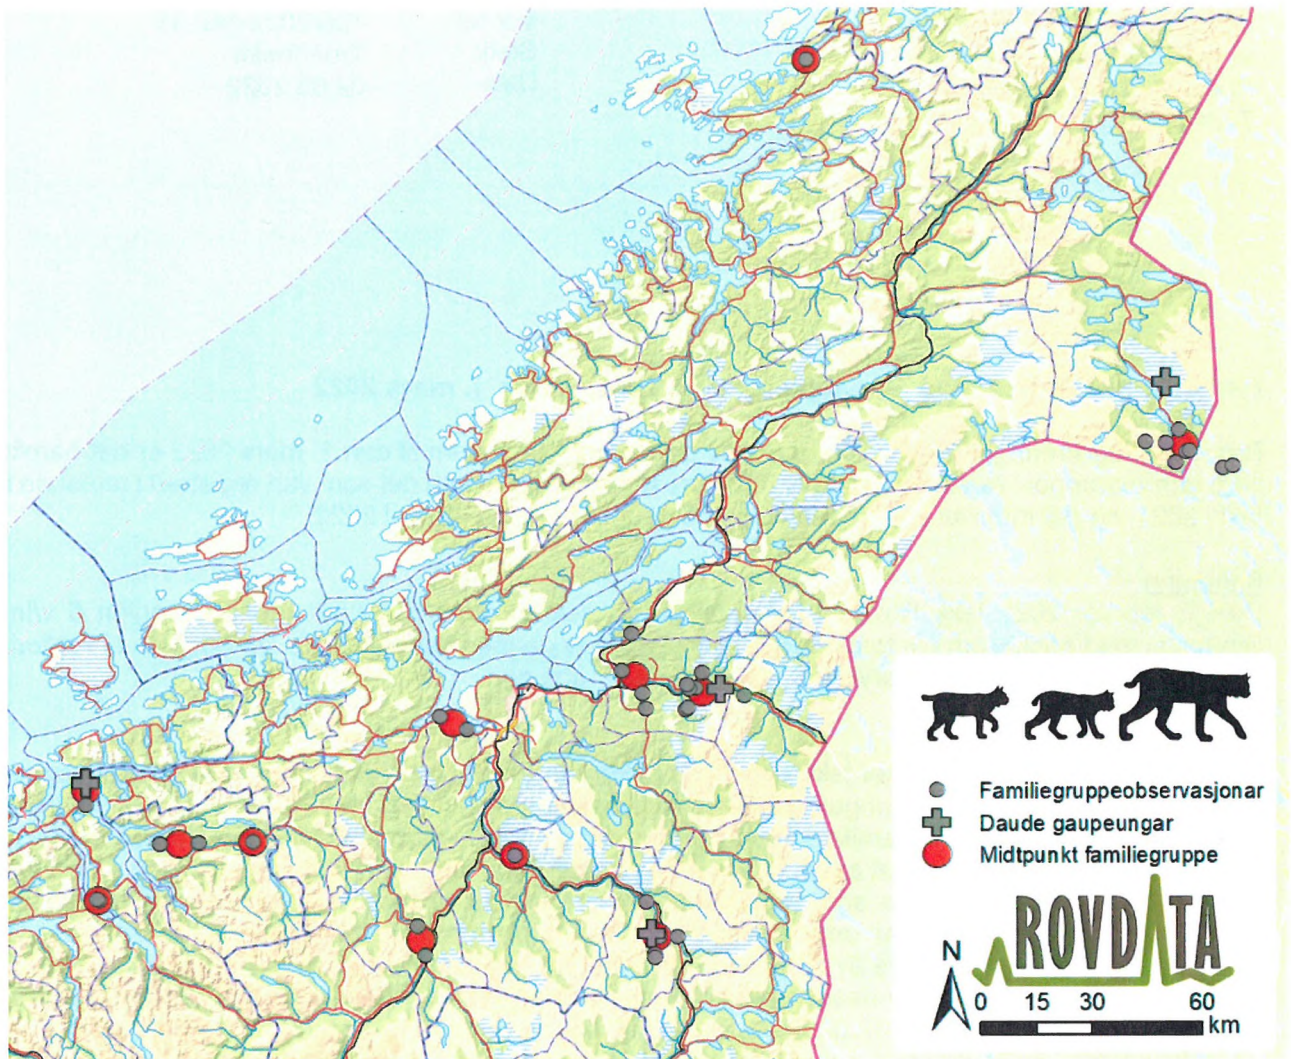 Familiegruppeobservasjonar
Daude gaupeungar
Midtpunkt familiegruppe
ROVDATA
N
0 15 30 60
km